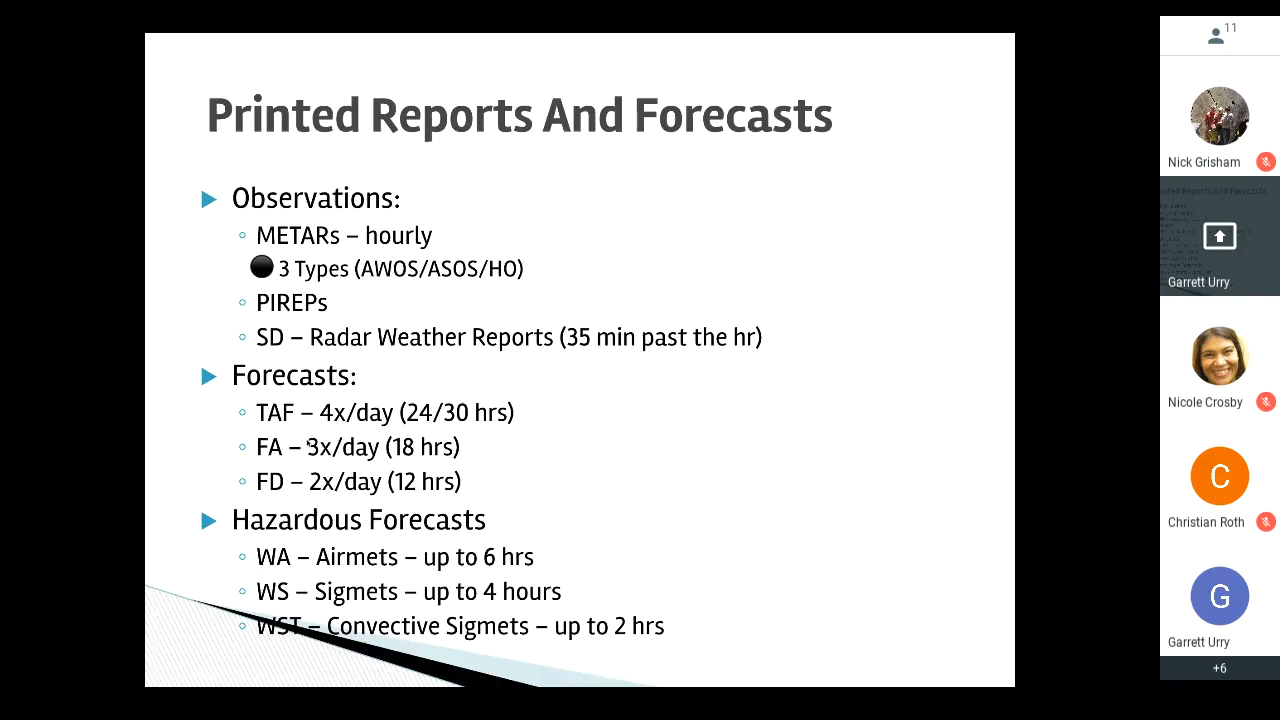 Printed Reports And Forecasts
Observations:
METARs – hourly
3 Types (AWOS/ASOS/HO)
PIREPs
SD – Radar Weather Reports (35 min past the hr)
Forecasts:
TAF – 4x/day (24/30 hrs)
FA – 3x/day (18 hrs)
FD – 2x/day (12 hrs)
Hazardous Forecasts
WA – Airmets – up to 6 hrs
WS – Sigmets – up to 4 hours
WST – Convective Sigmets – up to 2 hrs
11
Nick Grisham
Garrett Urry
Nicole Crosby
C
Christian Roth
G
Garrett Urry
+6